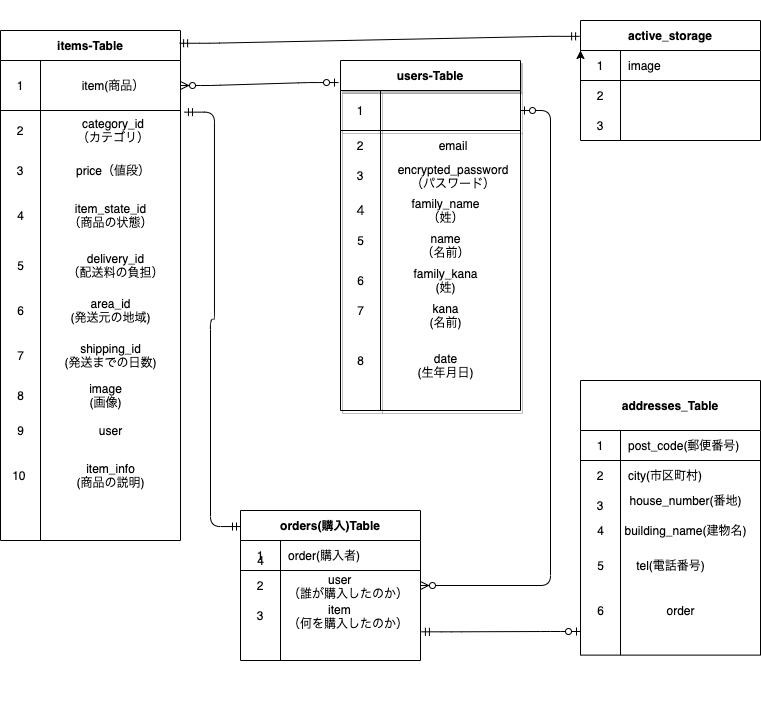 items-Table
1
item(商品）
2
category_id
（カテゴリ）
3
price（値段）
4
item_state_id
（商品の状態）
5
delivery_id
（配送料の負担）
6
area_id
（発送元の地域)
7
shipping_id
(発送までの日数）
8
image
(画像）
9
user
10
item_info
(商品の説明）
users-Table
1
2
email
3
encrypted_password
（パスワード）
4
family_name
（姓）
5
name
（名前）
6
family_kana
(姓）
7
kana
(名前）
8
date
(生年月日）
active_storage
1
image
2
3
orders(購入)Table
1
4
order(購入者）
2
user
（誰が購入したのか）
3
item
（何を購入したのか）
addresses_Table
1
post_code(郵便番号）
2
city(市区町村）
3
house_number(番地）
4
building_name(建物名）
5
tel(電話番号）
6
order